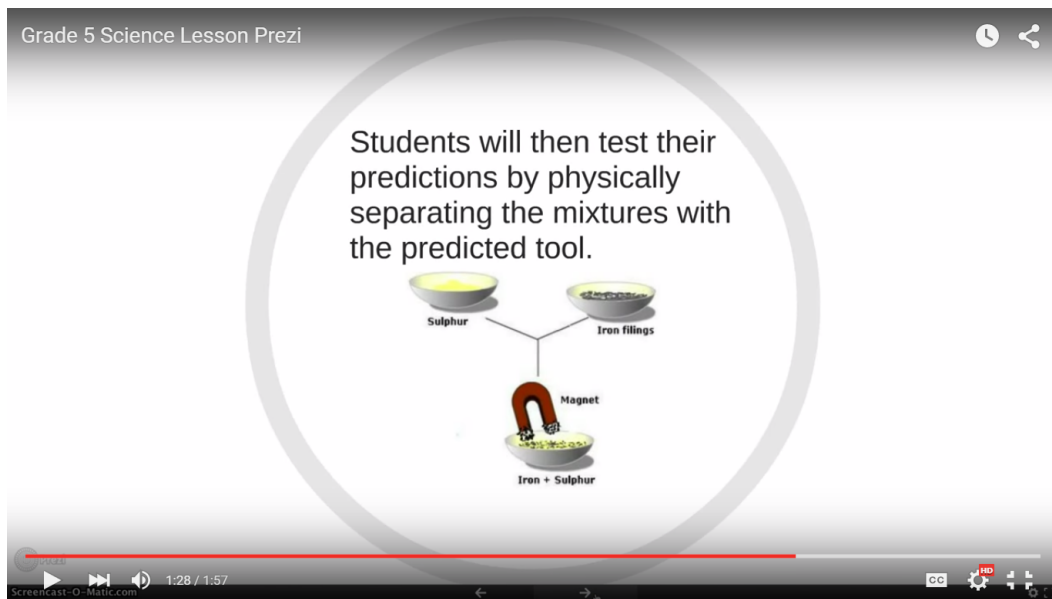 Grade 5 Science Lesson Prezi
Students will then test their
predictions by physically
separating the mixtures with
the predicted tool.
Sulphur
Iron filings
Magnet
Iron + Sulphur
Prezi
1:28 / 1:57
CC
HD
Screencast-O-Matic.com